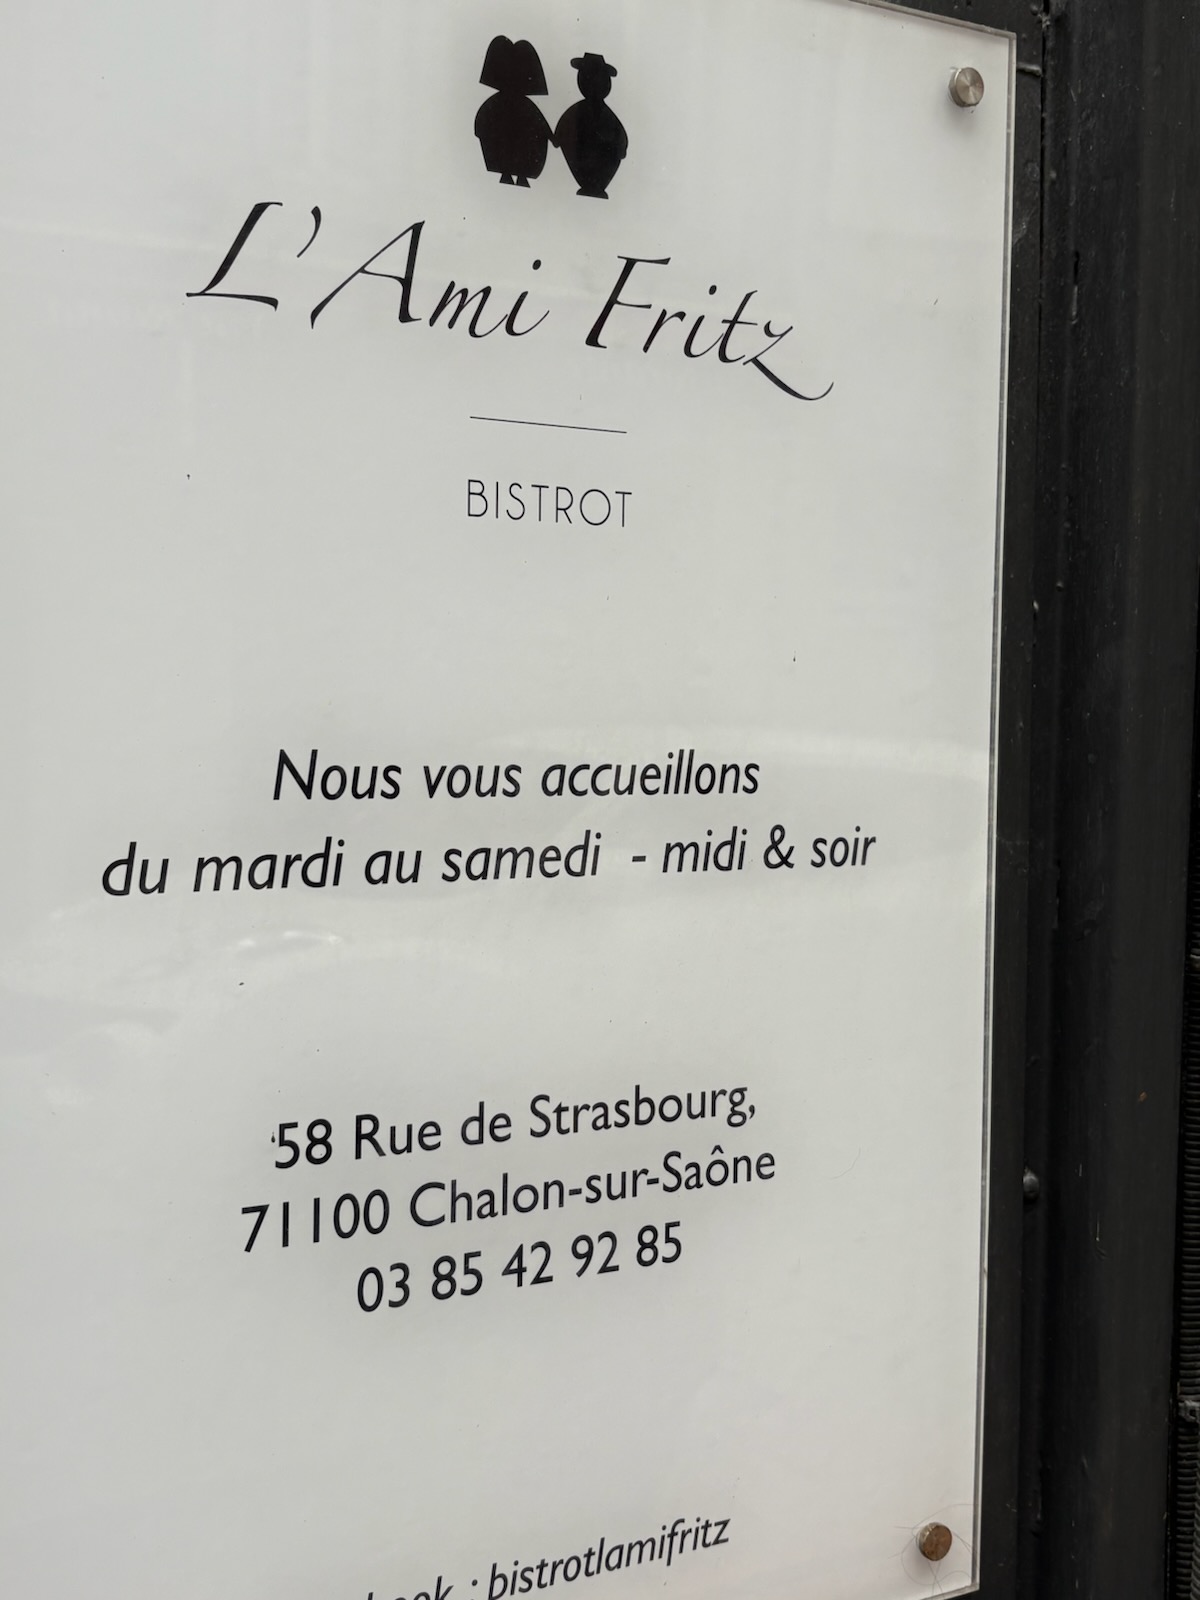 L'Ami Fritz
BISTROT
Nous vous accueillons
du mardi au samedi - midi & soir
58 Rue de Strasbourg,
71100 Chalon-sur-Saône
03 85 42 92 85
: bistrotlamifritz